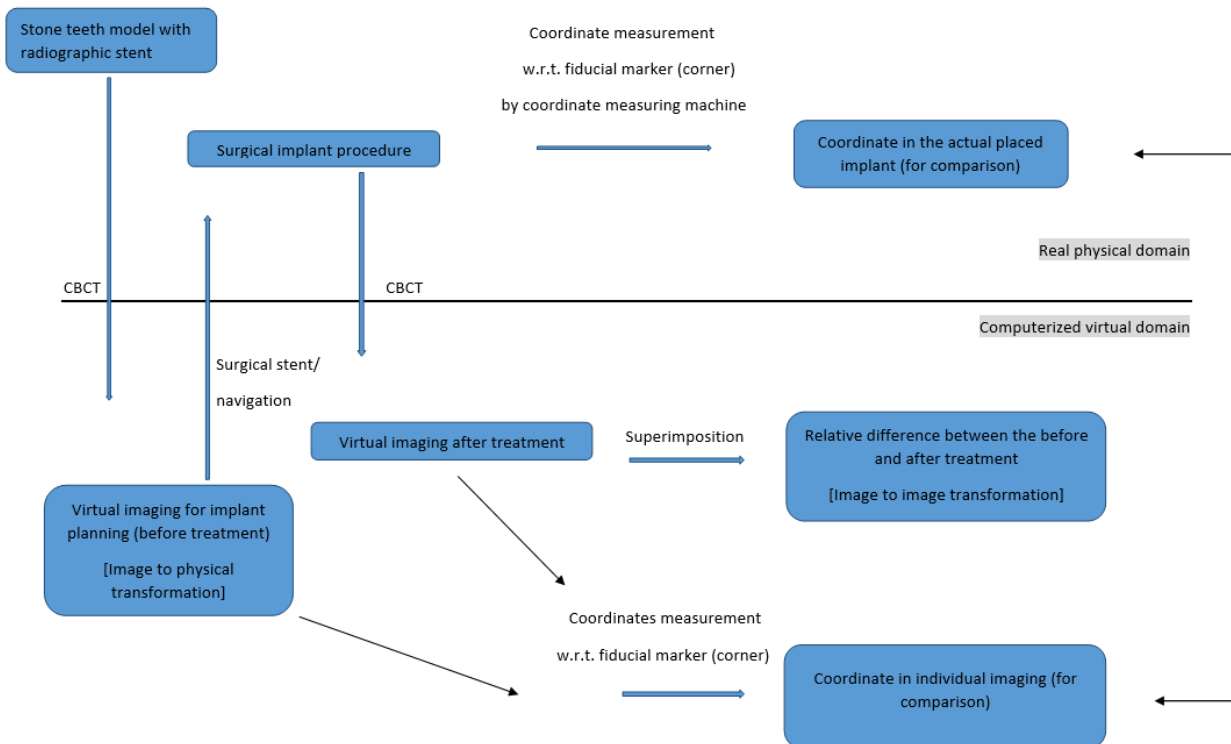 Stone teeth model with
radiographic stent
Coordinate measurement
w.r.t. fiducial marker (corner)
by coordinate measuring machine
Surgical implant procedure
Coordinate in the actual placed
implant (for comparison)
Real physical domain
CBCT
CBCT
Computerized virtual domain
Surgical stent/
navigation
Virtual imaging after treatment
Superimposition
Relative difference between the before
and after treatment
[Image to image transformation]
Virtual imaging for implant
planning (before treatment)
[Image to physical
transformation]
Coordinates measurement
w.r.t. fiducial marker (corner)
Coordinate in individual imaging (for
comparison)